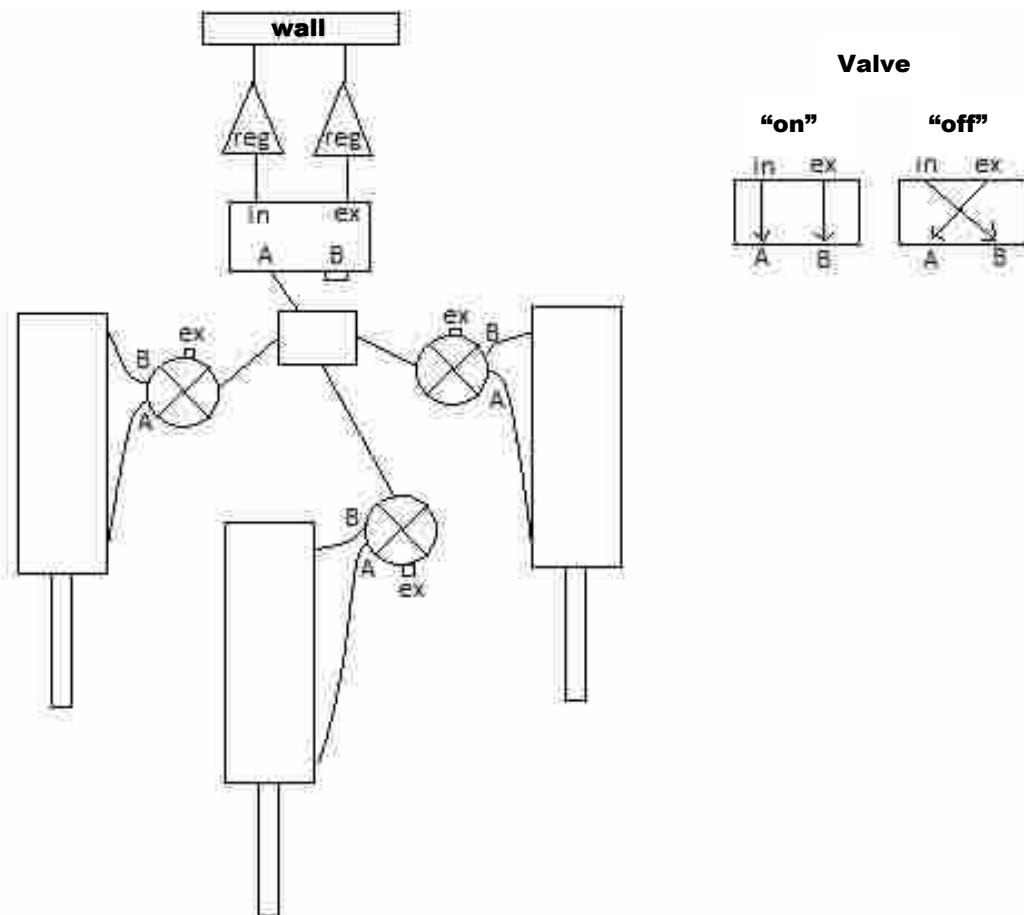 wall
Valve
“on” “off”
reg reg
in ex in ex
in ex
A B
A B A B
ex
B
A
ex
B
A
B
A
ex